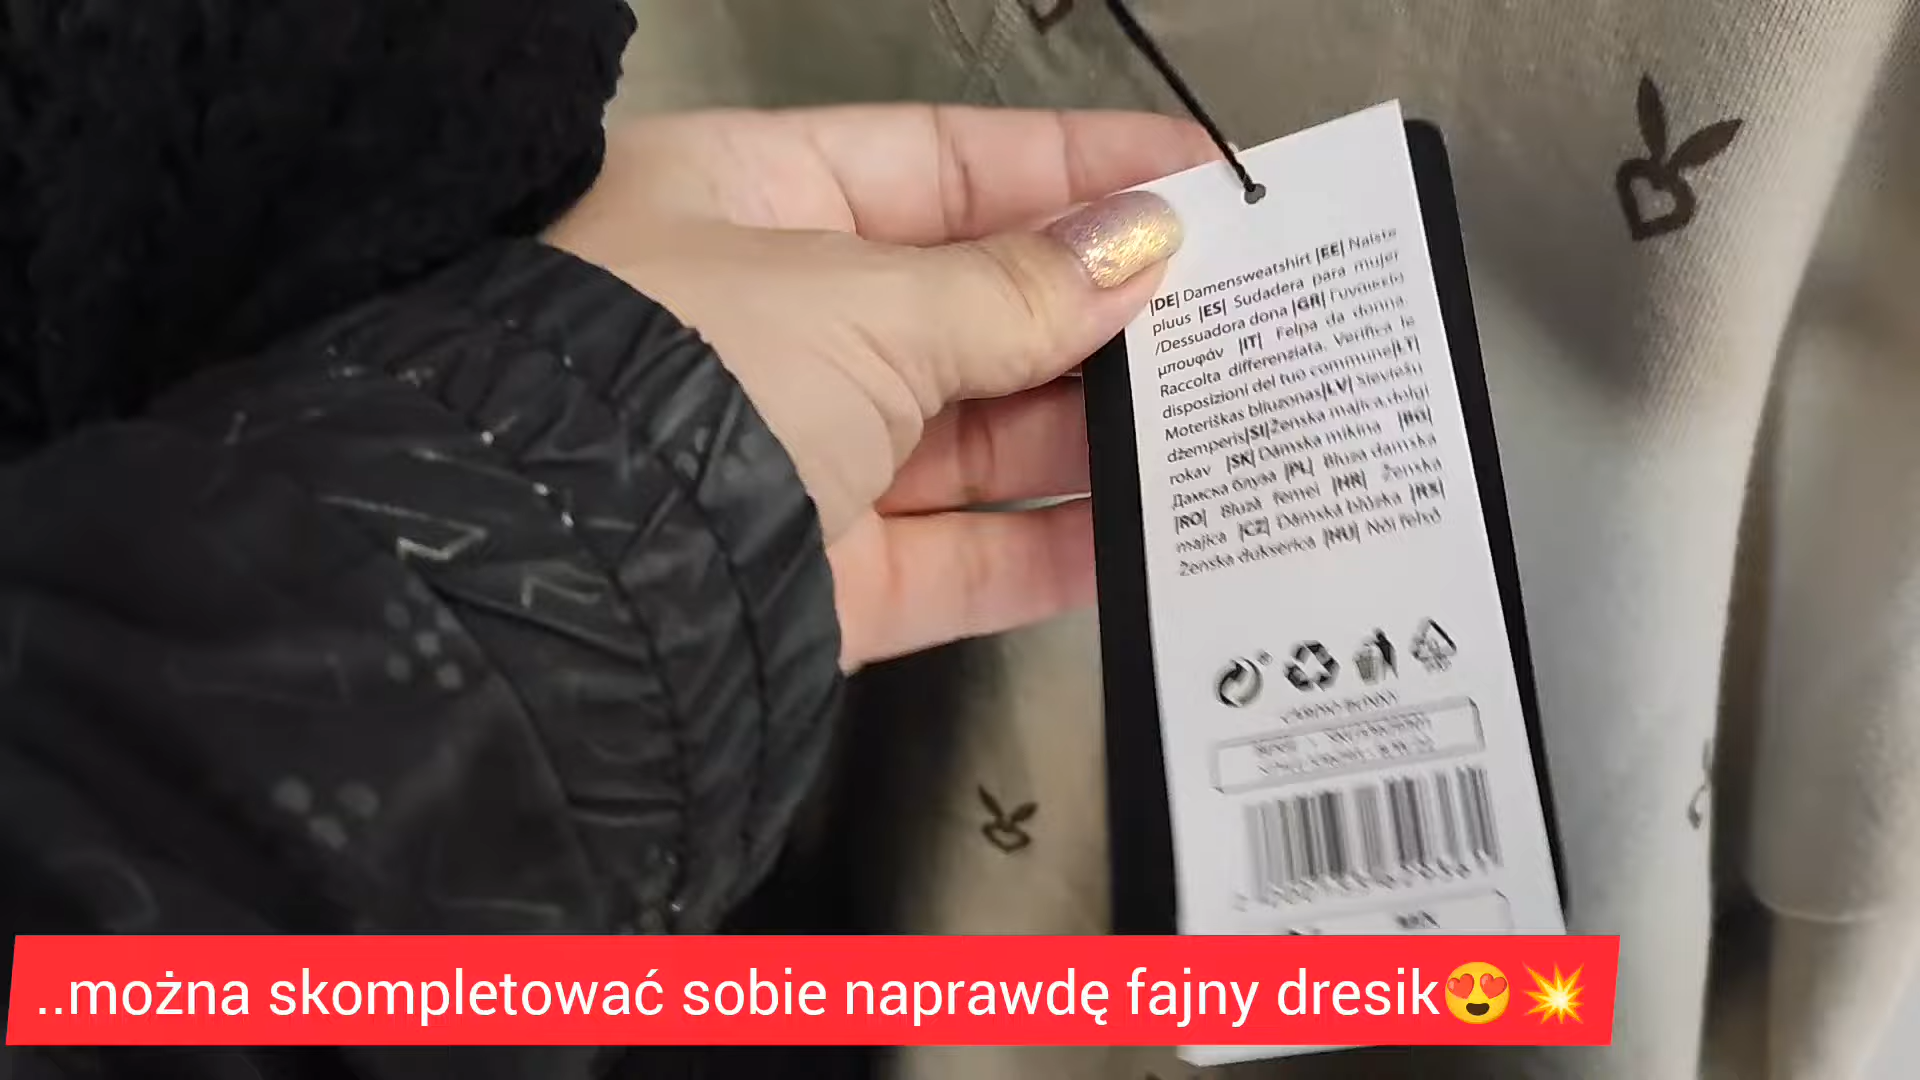 |DE| Damensweatshirt |EE| Naiste
pluus |ES| Sudadera para mujer
/Dessuadora dona |GR| Γυναικείο
μπουφάν |IT| Felpa da donna.
Raccolta differenziata. Verifica le
disposizioni del tuo commune|LT|
Moteriškas bliuzonas|LV| Sieviešu
džemperis|SI|Ženska majica dolgi
rokav |SK| Dámska mikina |BG|
Дамска блуза |PL| Bluza damska
|RO| Bluză femei |HR| Ženska
majica |CZ| Dámská blůzka |RS|
Ženska dukserica |HU| Női felső
..można skompletować sobie naprawdę fajny dresik😍💥